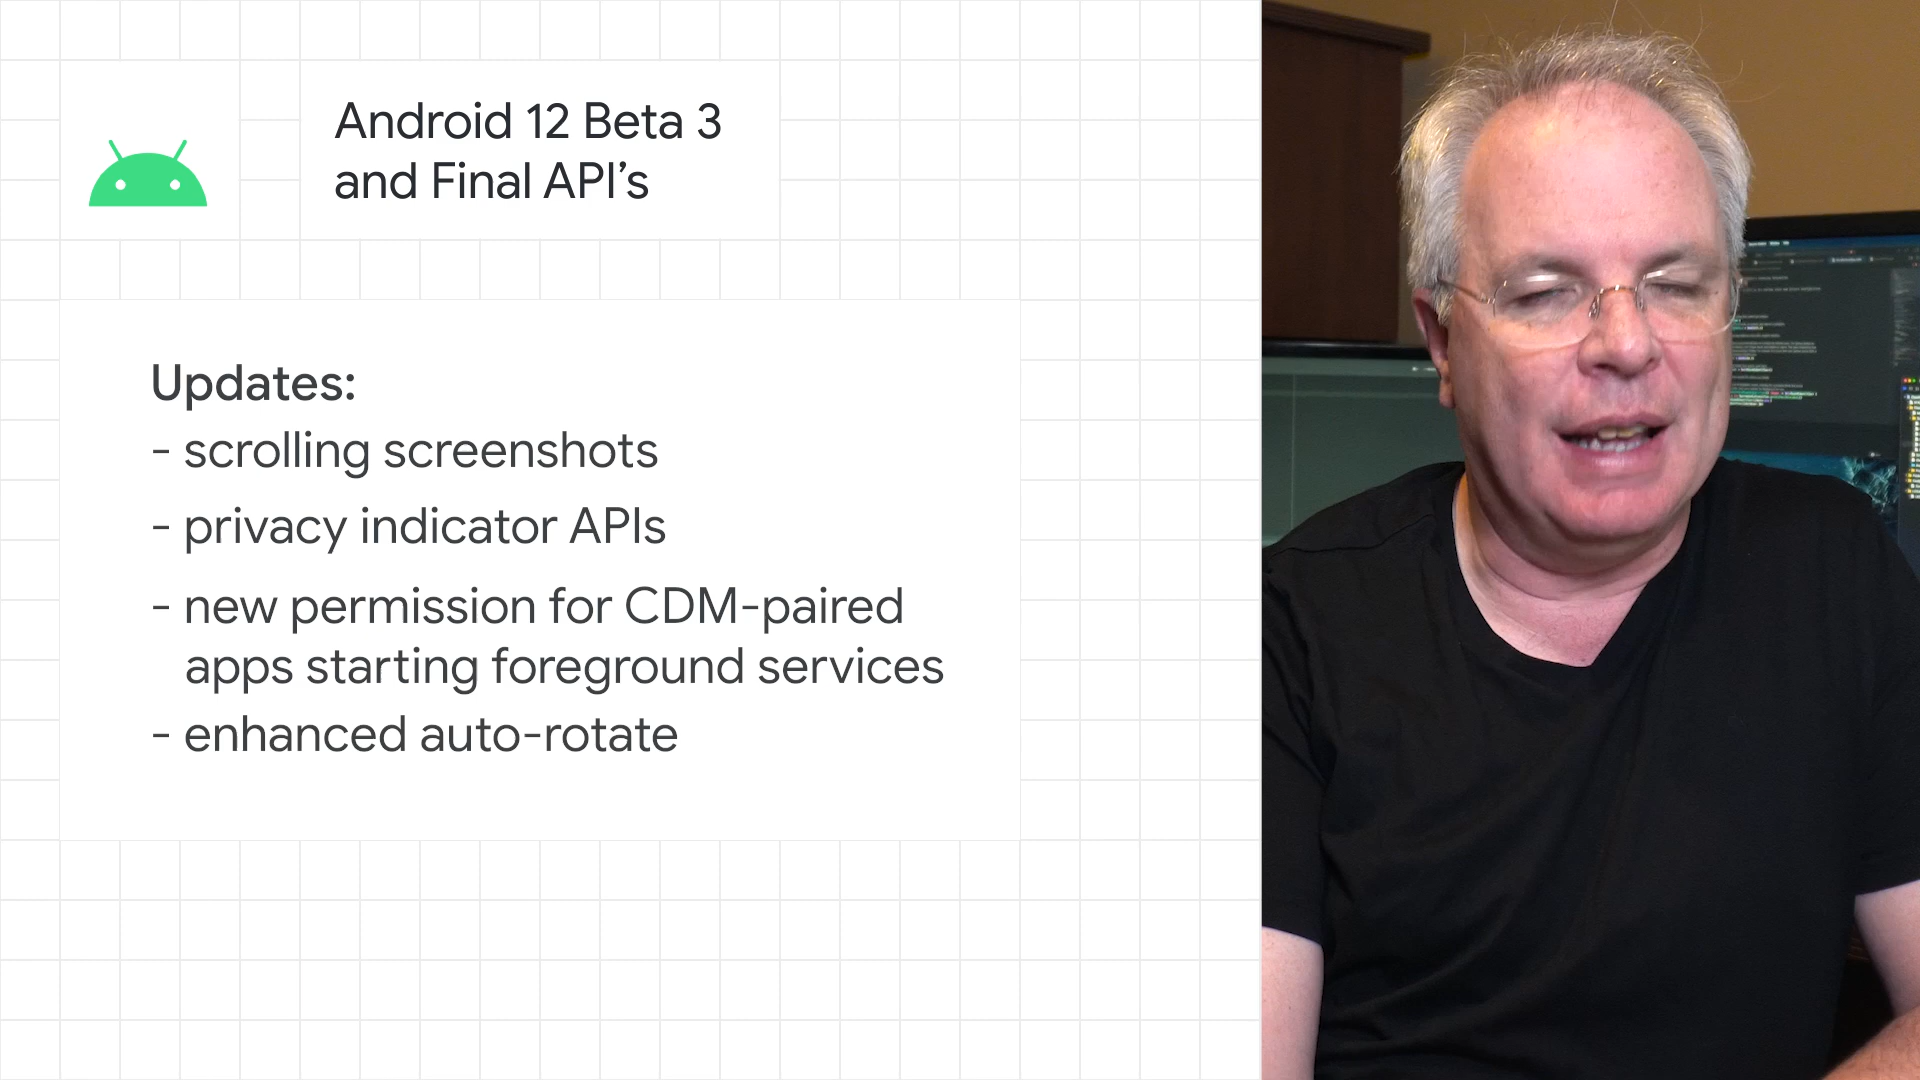 Android 12 Beta 3
and Final API’s
Updates:
- scrolling screenshots
- privacy indicator APIs
- new permission for CDM-paired
apps starting foreground services
- enhanced auto-rotate